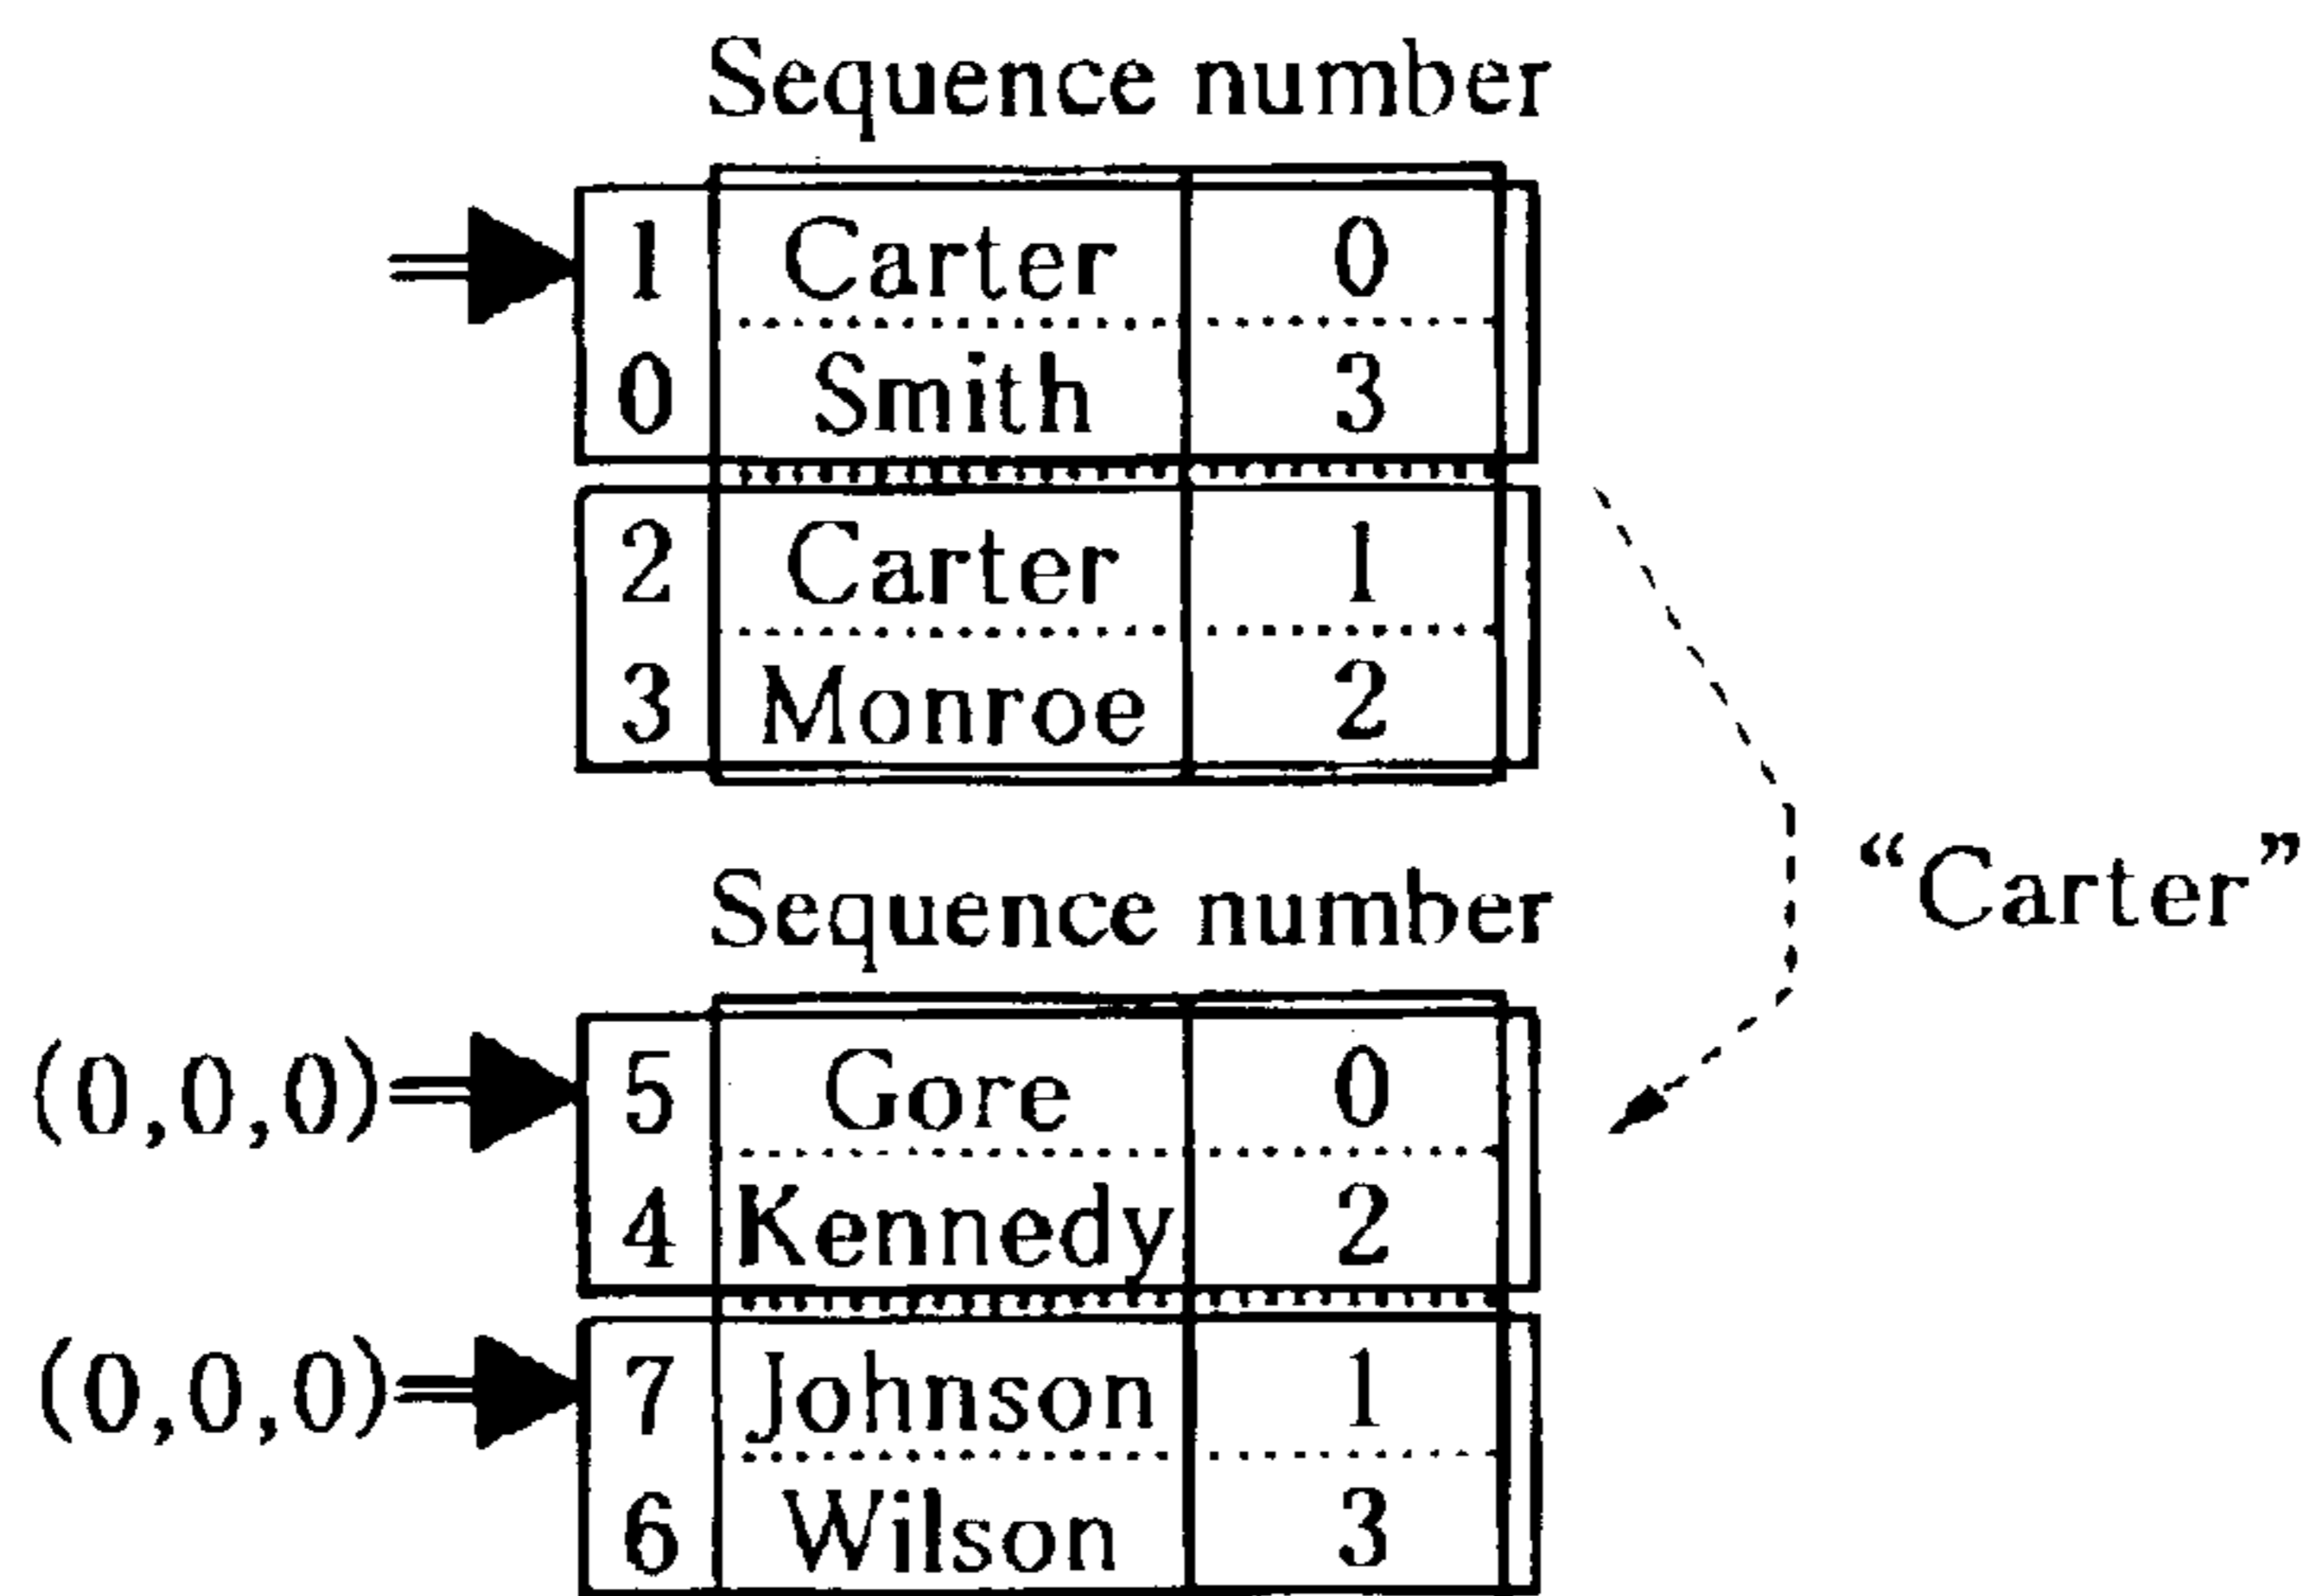 Sequence number
1 Carter 0
0 Smith 3
2 Carter 1
3 Monroe 2
“Carter”
Sequence number
(0,0,0) 5 Gore 0
4 Kennedy 2
(0,0,0) 7 Johnson 1
6 Wilson 3